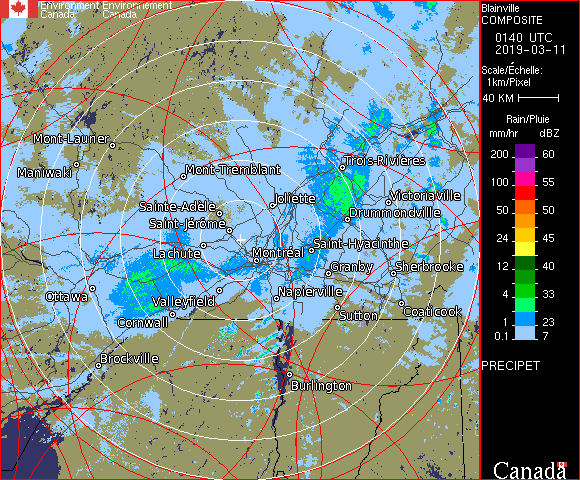 Environment Environnement
Canada Canada
Blainville
COMPOSITE
0140 UTC
2019-03-11
Scale/Échelle:
1km/Pixel
40 KM
Rain/Pluie
mm/hr dBZ
200 60
100 55
50 50
24 45
12 40
4 33
1 23
0.1 7
PRECIPET
Canada
Mont-Laurier
Maniwaki
Mont-Tremblant
Trois-Rivières
Joliette
Victoriaville
Sainte-Adèle
Drummondville
Saint-Jérôme
Lachute
Montréal
Saint-Hyacinthe
Granby
Sherbrooke
Ottawa
Valleyfield
Napierville
Cornwall
Sutton
Coaticook
Brockville
Burlington